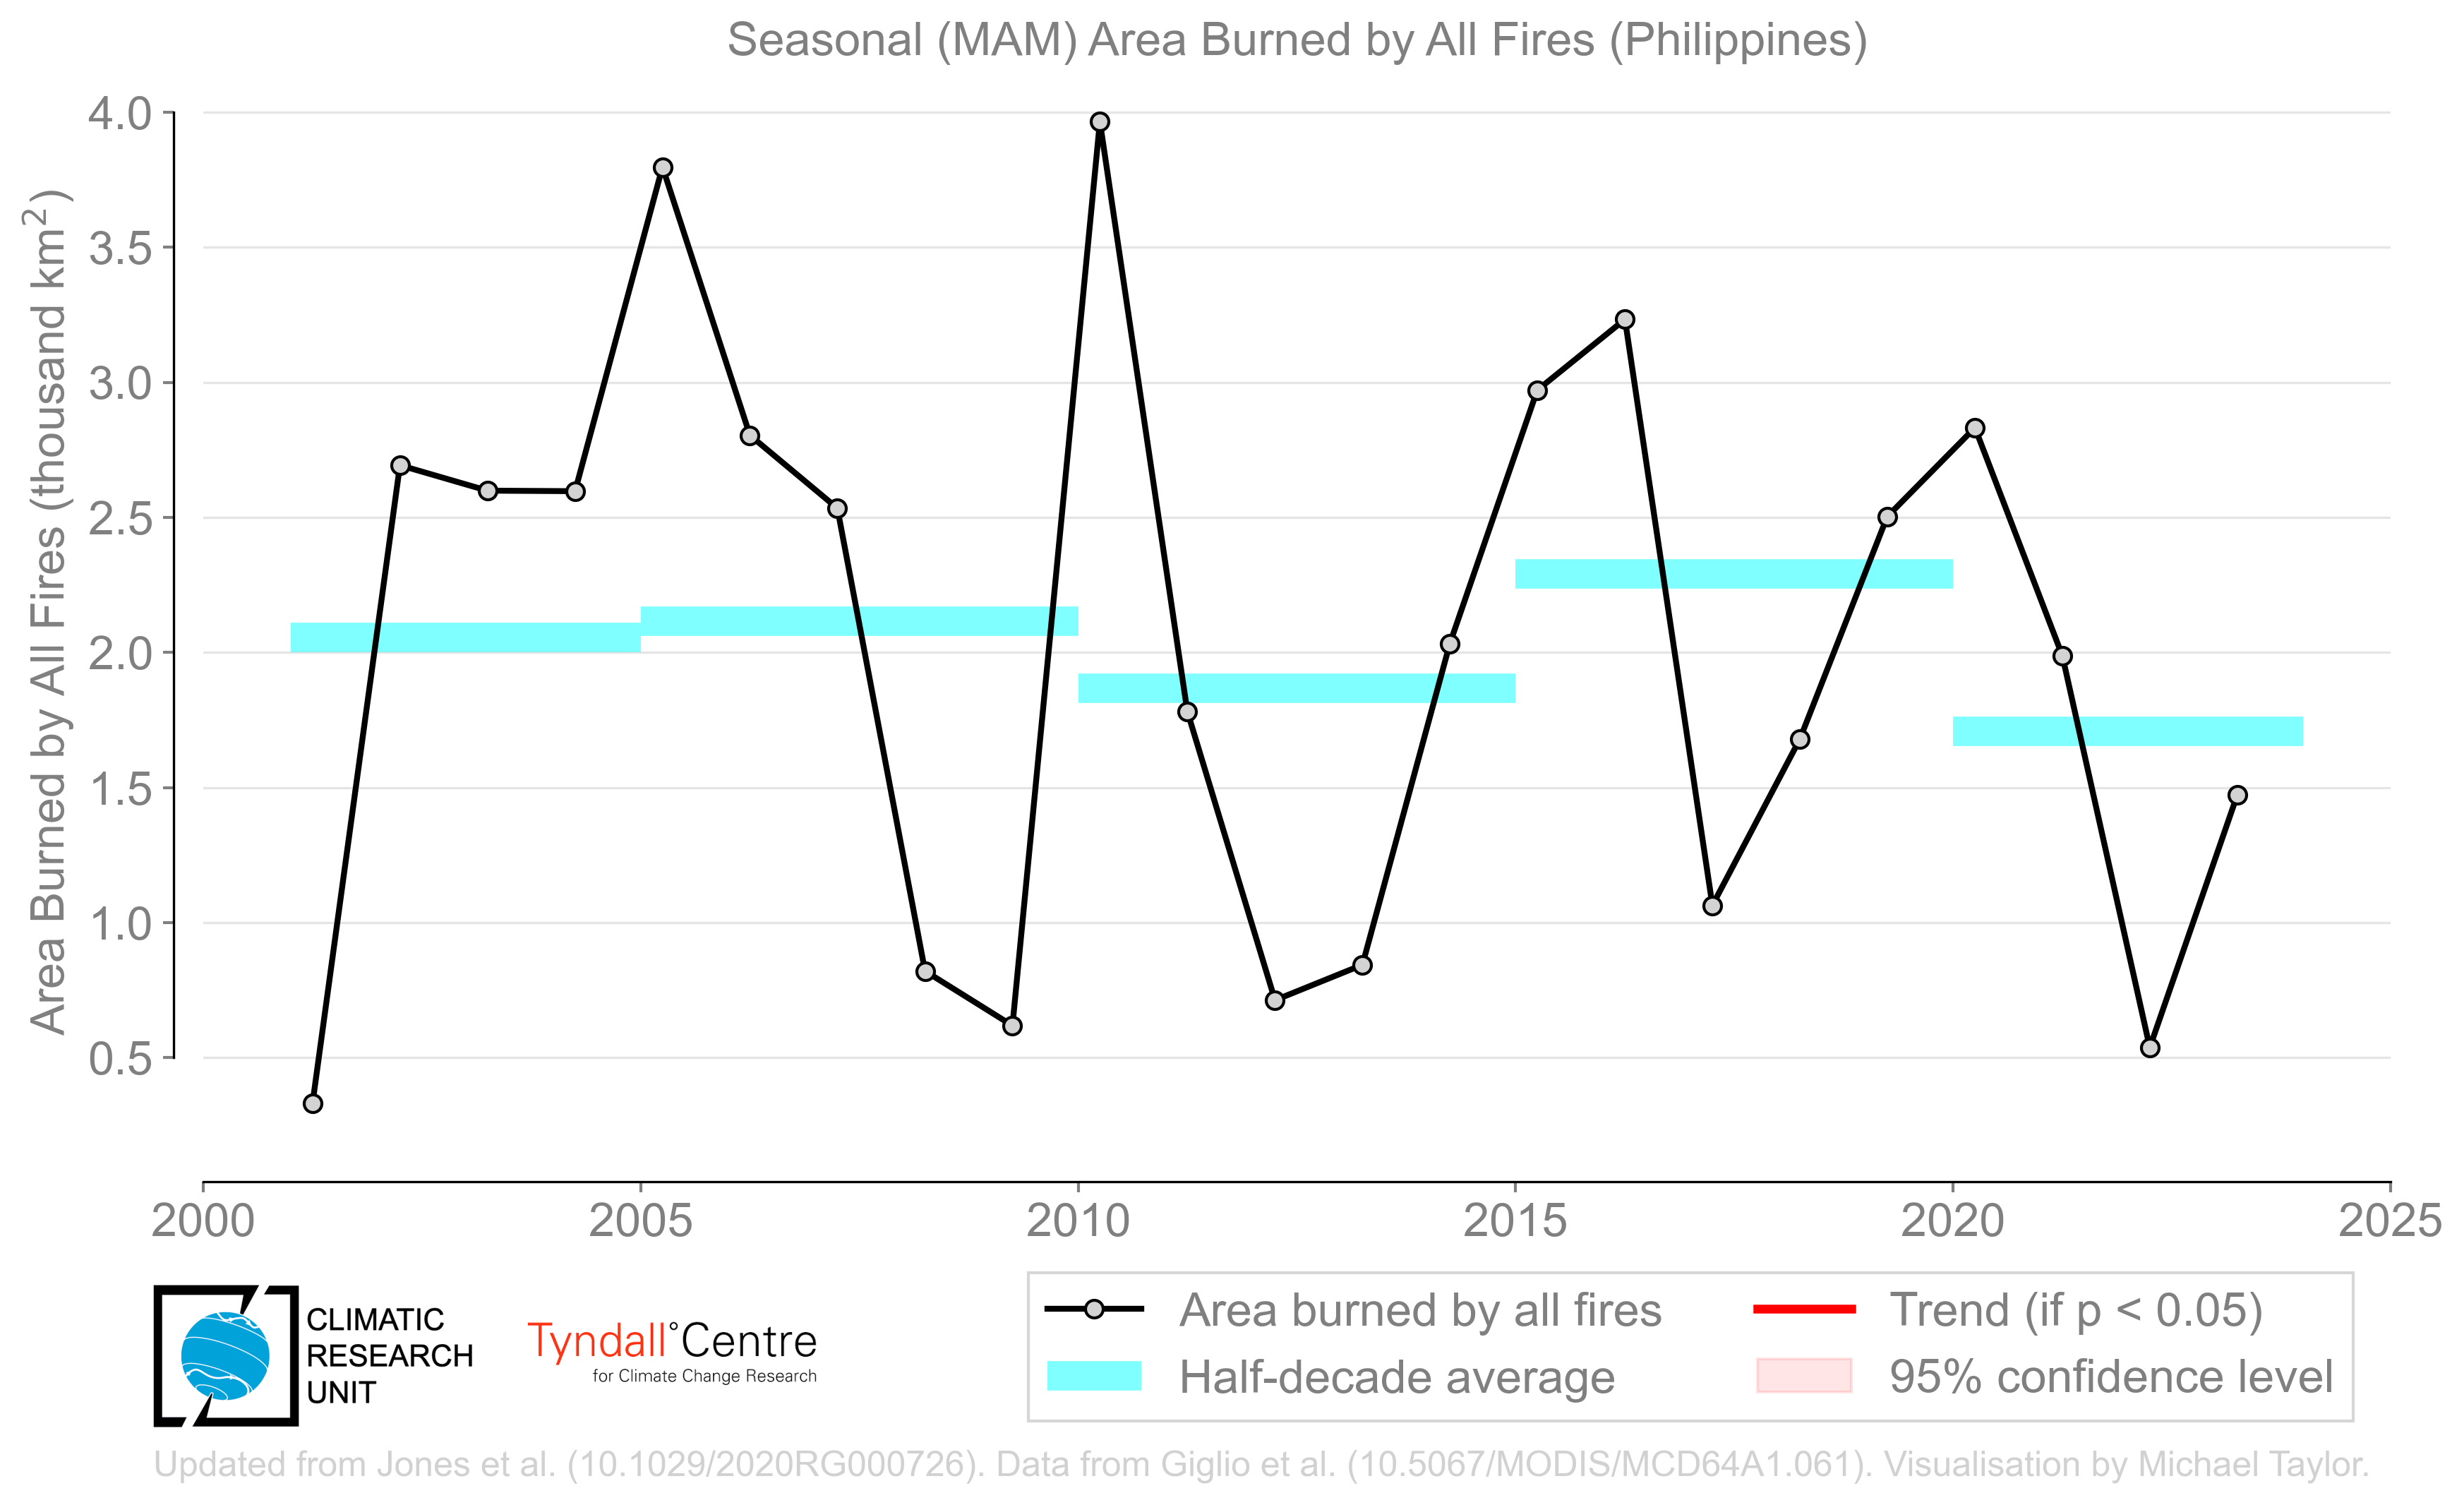 Seasonal (MAM) Area Burned by All Fires (Philippines)
Area Burned by All Fires (thousand km²)
4.0
3.5
3.0
2.5
2.0
1.5
1.0
0.5
2000 2005 2010 2015 2020 2025
CLIMATIC
RESEARCH
UNIT
Tyndall°Centre
for Climate Change Research
Area burned by all fires
Half-decade average
Trend (if p < 0.05)
95% confidence level
Updated from Jones et al. (10.1029/2020RG000726). Data from Giglio et al. (10.5067/MODIS/MCD64A1.061). Visualisation by Michael Taylor.